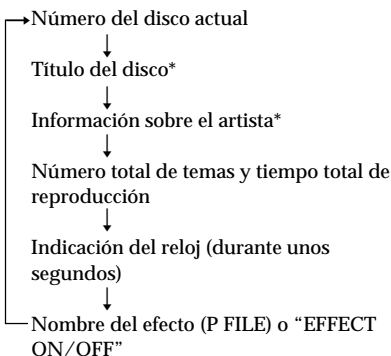 Número del disco actual
Título del disco*
Información sobre el artista*
Número total de temas y tiempo total de
reproducción
Indicación del reloj (durante unos
segundos)
Nombre del efecto (P FILE) o “EFFECT
ON/OFF”